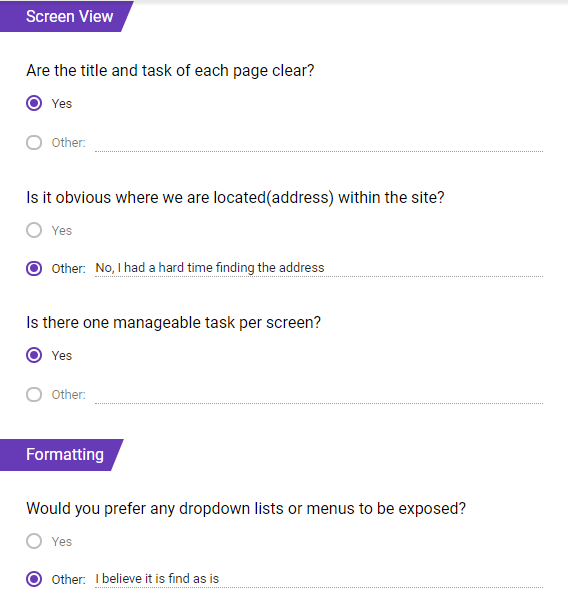 Screen View
Are the title and task of each page clear?
Yes
Other:
Is it obvious where we are located(address) within the site?
Yes
Other: No, I had a hard time finding the address
Is there one manageable task per screen?
Yes
Other:
Formatting
Would you prefer any dropdown lists or menus to be exposed?
Yes
Other: I believe it is find as is